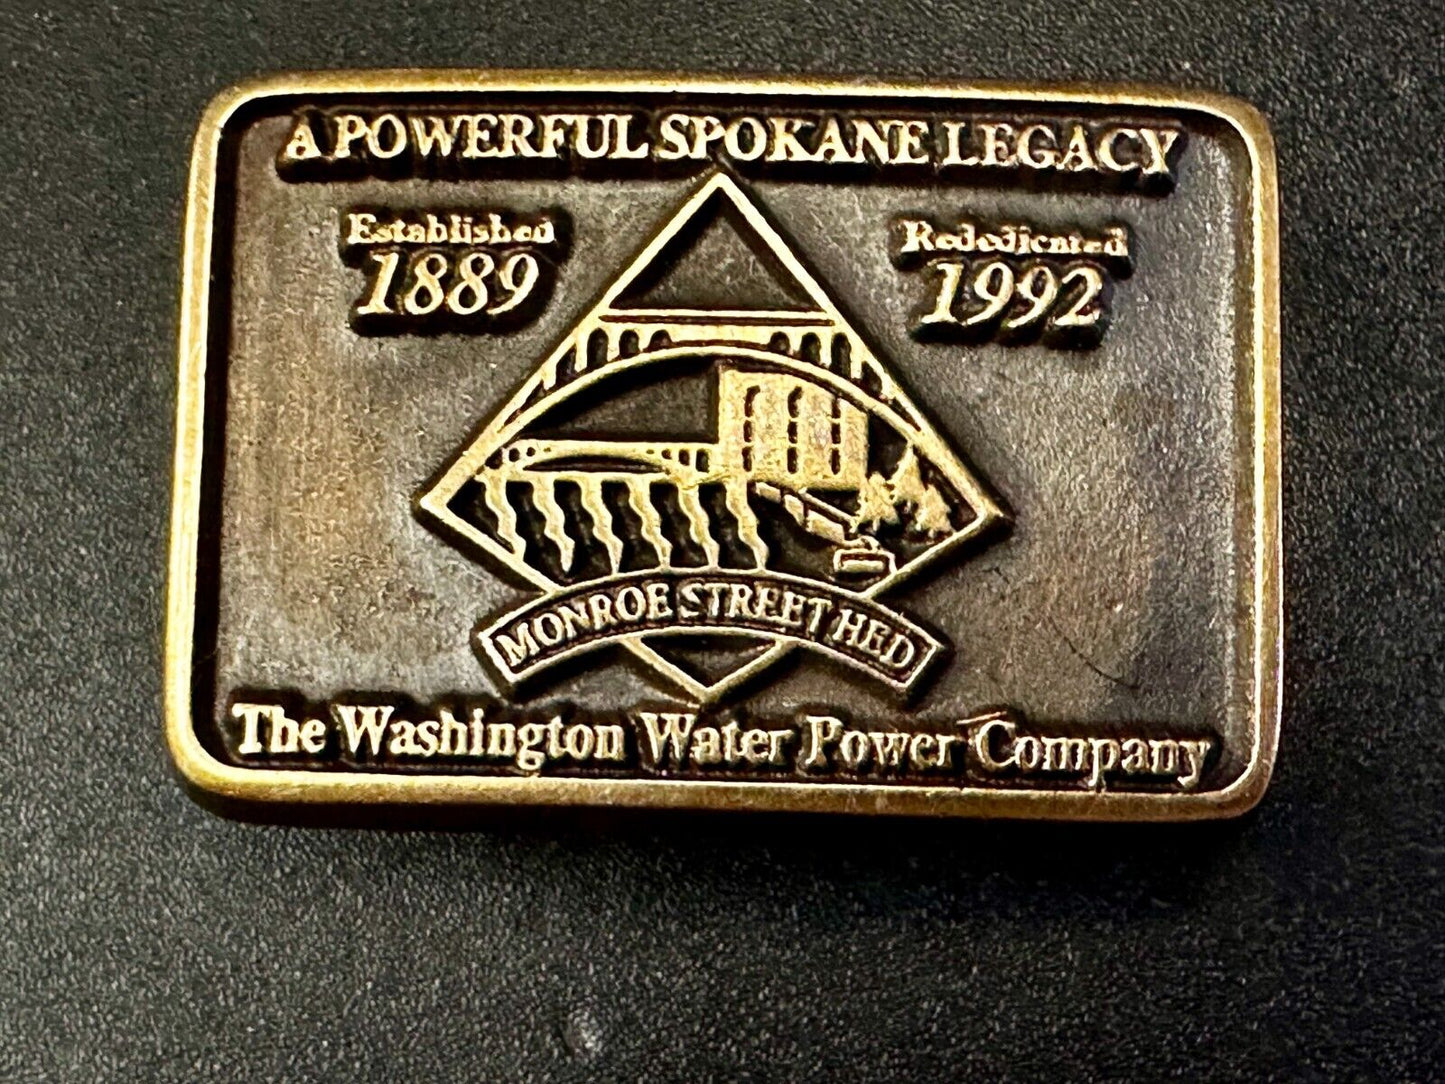 A POWERFUL SPOKANE LEGACY
Established
1889
Rededicated
1992
MONROE STREET HED
The Washington Water Power Company